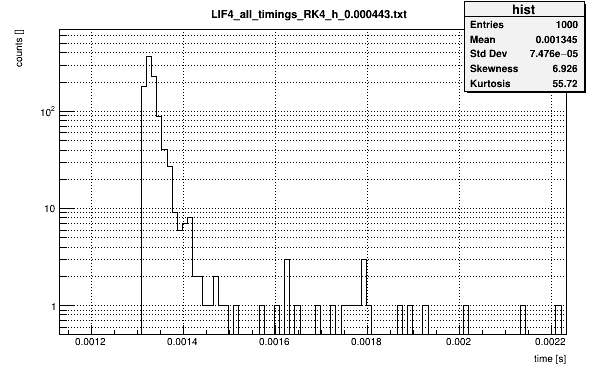 LIF4_all_timings_RK4_h_0.000443.txt
hist
Entries 1000
Mean 0.001345
Std Dev 7.476e−05
Skewness 6.926
Kurtosis 55.72
counts []
10²
10
1
0.0012 0.0014 0.0016 0.0018 0.002 0.0022
time [s]